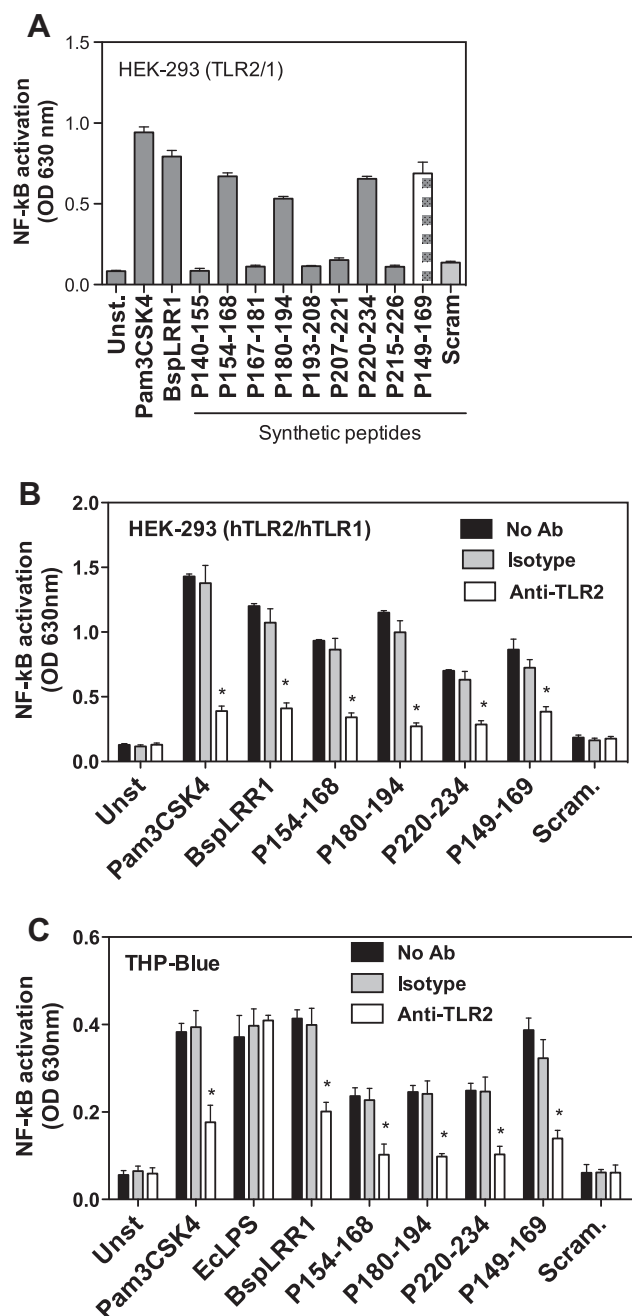 A
HEK-293 (TLR2/1)
NF-kB activation
(OD 630 nm)
1.5
1.0
0.5
0.0
Unst.
Pam3CSK4
BspLRR1
P140-155
P154-168
P167-181
P180-194
P193-208
P207-221
P220-234
P215-226
P149-169
Scram
Synthetic peptides
B
HEK-293 (hTLR2/hTLR1)
No Ab
Isotype
Anti-TLR2
NF-kB activation
(OD 630nm)
2.0
1.5
1.0
0.5
0.0
*
*
*
*
*
*
Unst
Pam3CSK4
BspLRR1
P154-168
P180-194
P220-234
P149-169
Scram.
C
THP-Blue
No Ab
Isotype
Anti-TLR2
NF-kB activation
(OD 630nm)
0.6
0.4
0.2
0.0
*
*
*
*
*
*
Unst
Pam3CSK4
EcLPS
BspLRR1
P154-168
P180-194
P220-234
P149-169
Scram.